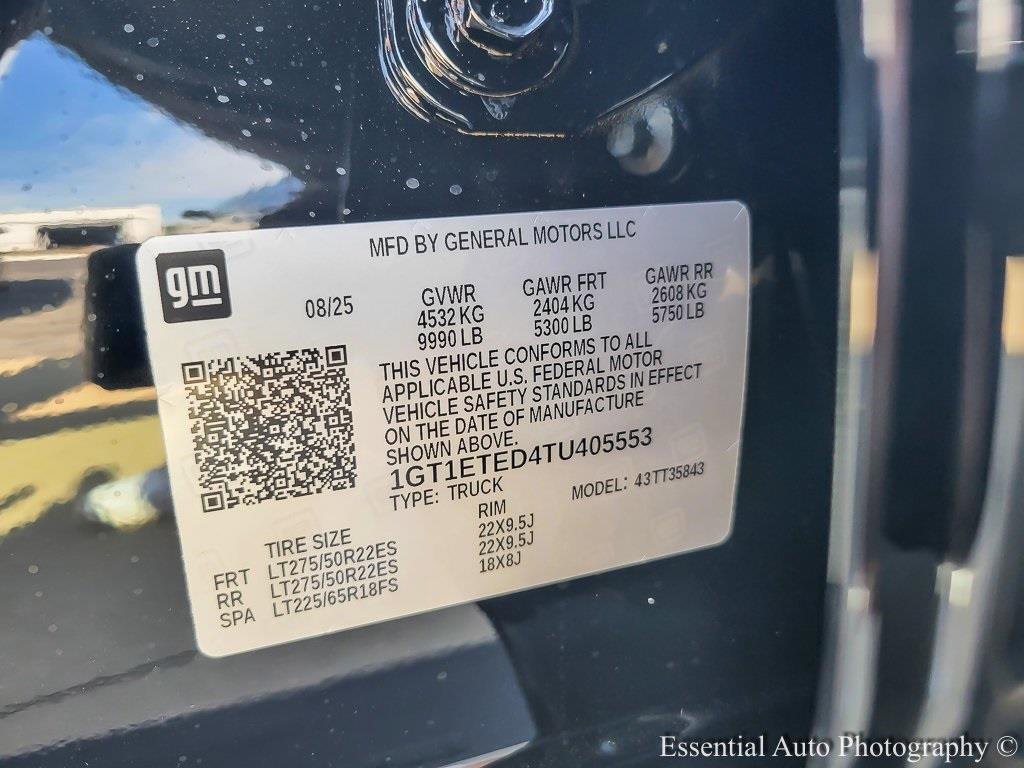 MFD BY GENERAL MOTORS LLC
gm
08/25
GVWR
4532 KG
9990 LB
GAWR FRT
2404 KG
5300 LB
GAWR RR
2608 KG
5750 LB
THIS VEHICLE CONFORMS TO ALL
APPLICABLE U.S. FEDERAL MOTOR
VEHICLE SAFETY STANDARDS IN EFFECT
ON THE DATE OF MANUFACTURE
SHOWN ABOVE.
1GT1ETED4TU405553
TYPE: TRUCK MODEL: 43TT35843
TIRE SIZE RIM
FRT LT275/50R22ES 22X9.5J
RR LT275/50R22ES 22X9.5J
SPA LT225/65R18FS 18X8J
Essential Auto Photography ©